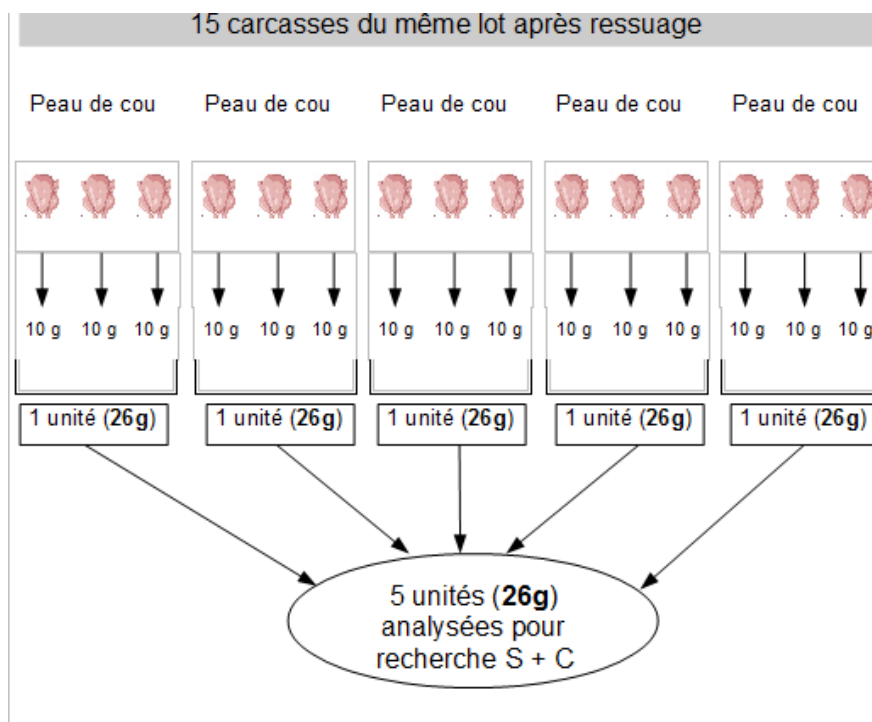 15 carcasses du même lot après ressuage
Peau de cou Peau de cou Peau de cou Peau de cou Peau de cou
10 g 10 g 10 g 10 g 10 g 10 g 10 g 10 g 10 g 10 g 10 g 10 g 10 g 10 g 10 g
1 unité (26g) 1 unité (26g) 1 unité (26g) 1 unité (26g) 1 unité (26g)
5 unités (26g)
analysées pour
recherche S + C